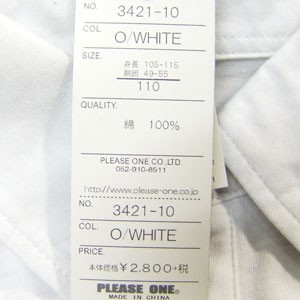 NO. 3421-10
COL. O/WHITE
SIZE.
身長 105-115
胴囲 49-55
110
QUALITY.
綿 100%
PLEASE ONE CO.,LTD
062-910-8511
http://www.please-one.co.jp
NO. 3421-10
COL. O/WHITE
PRICE.
本体価格 ¥2.800+税
PLEASE ONE®
MADE IN CHINA